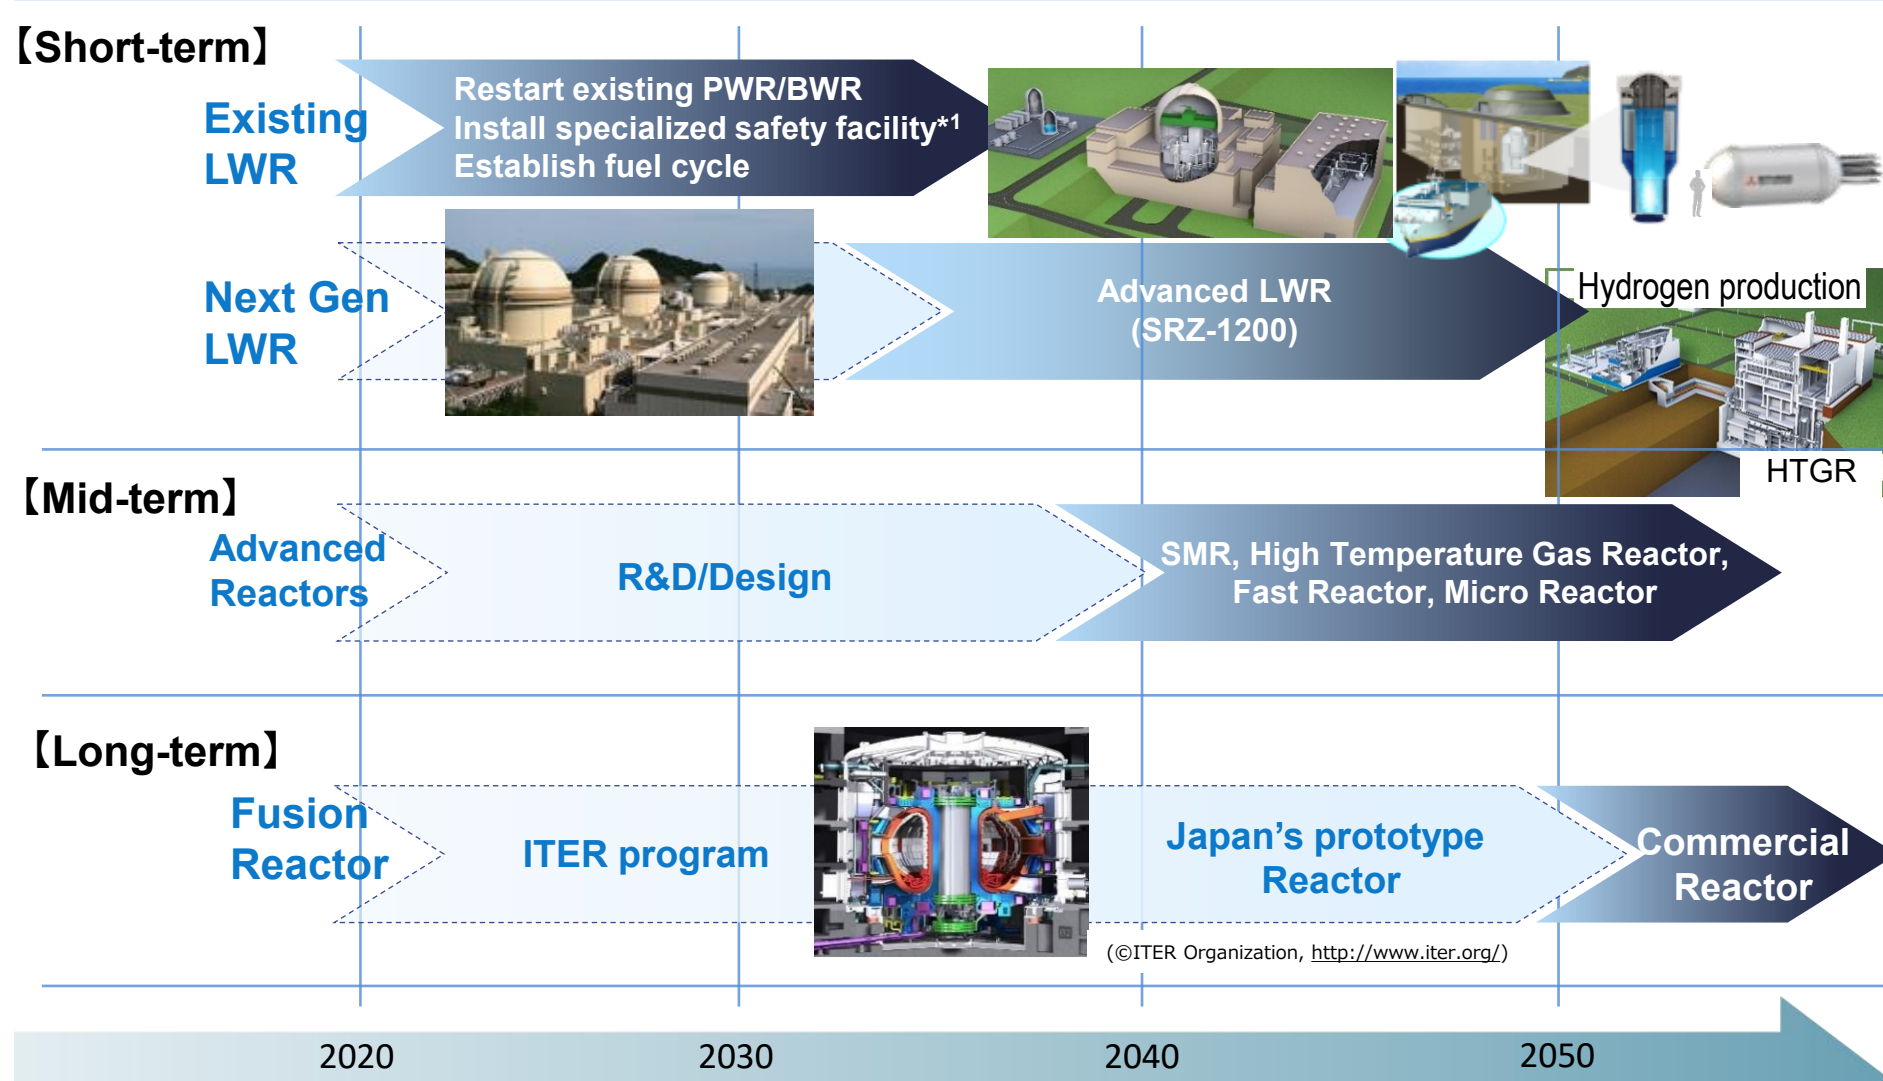 【Short-term】
Existing
LWR
Restart existing PWR/BWR
Install specialized safety facility*1
Establish fuel cycle
Next Gen
LWR
Advanced LWR
(SRZ-1200)
Hydrogen production
HTGR
【Mid-term】
Advanced
Reactors
R&D/Design
SMR, High Temperature Gas Reactor,
Fast Reactor, Micro Reactor
【Long-term】
Fusion
Reactor
ITER program
Japan’s prototype
Reactor
Commercial
Reactor
(©ITER Organization, http://www.iter.org/)
2020
2030
2040
2050